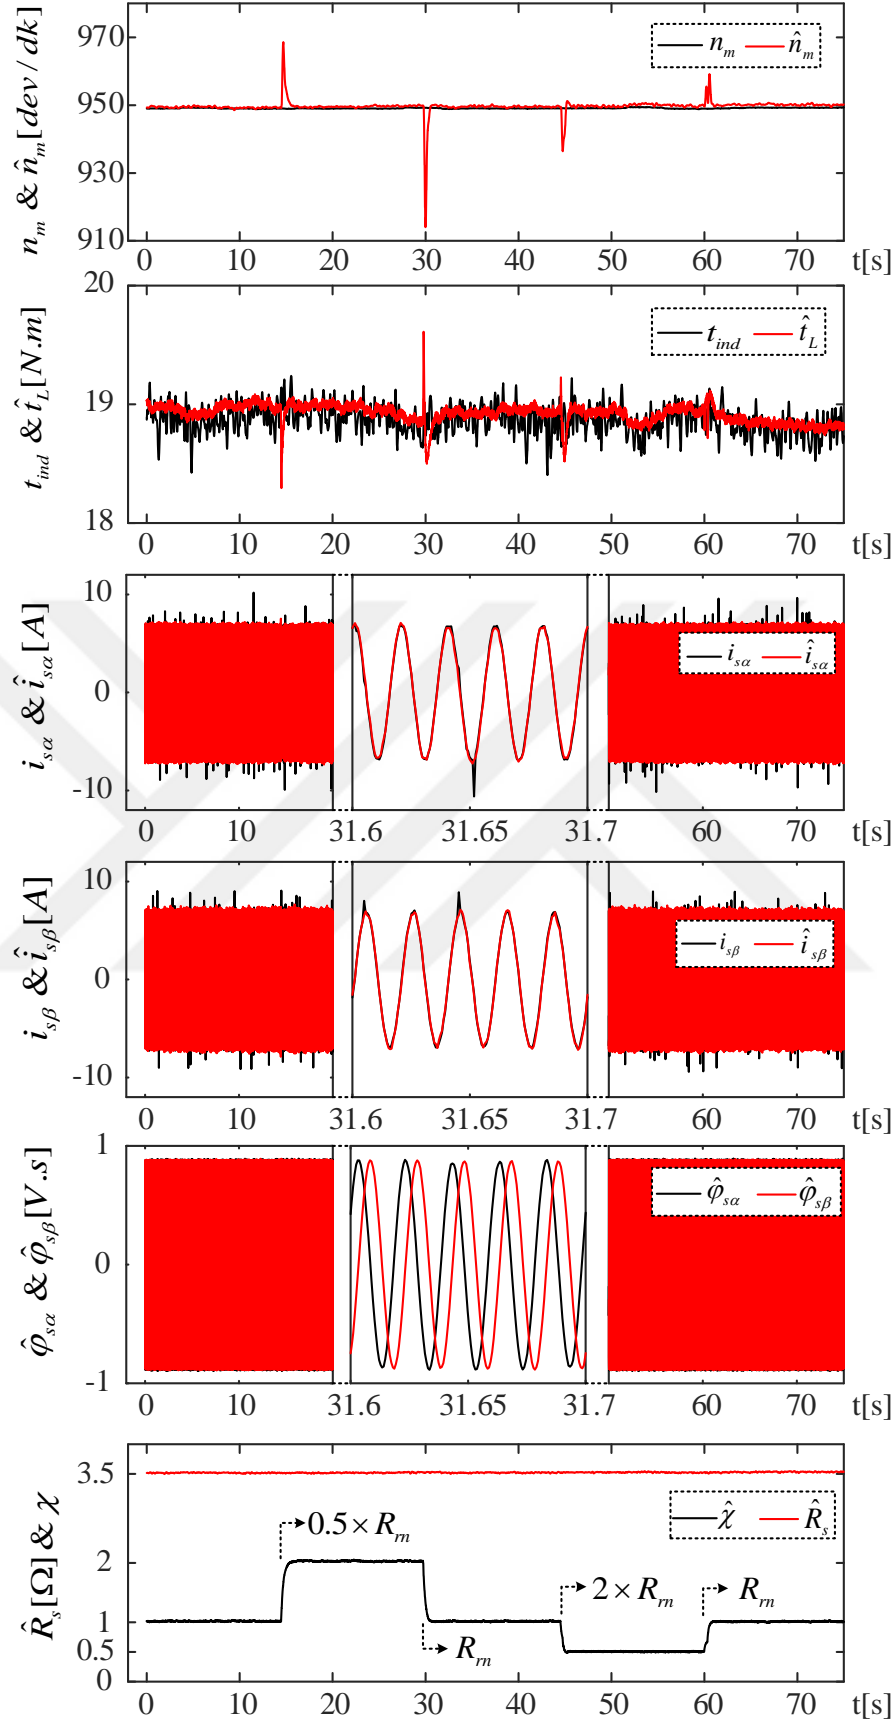 n_m & n̂_m [dev / dk]
970
950
930
910
n_m n̂_m
0 10 20 30 40 50 60 70 t[s]
t_ind & t̂_L [N.m]
20
19
18
t_ind t̂_L
0 10 20 30 40 50 60 70 t[s]
i_sα & î_sα [A]
10
0
-10
i_sα î_sα
0 10 31.6 31.65 31.7 60 70 t[s]
i_sβ & î_sβ [A]
10
0
-10
i_sβ î_sβ
0 10 31.6 31.65 31.7 60 70 t[s]
φ̂_sα & φ̂_sβ [V.s]
1
0
-1
φ̂_sα φ̂_sβ
0 10 31.6 31.65 31.7 60 70 t[s]
R̂_s [Ω] & χ
3.5
2
1
0.5
0
χ̂ R̂_s
0.5 × R_rn
R_rn
2 × R_rn
R_rn
0 10 20 30 40 50 60 70 t[s]